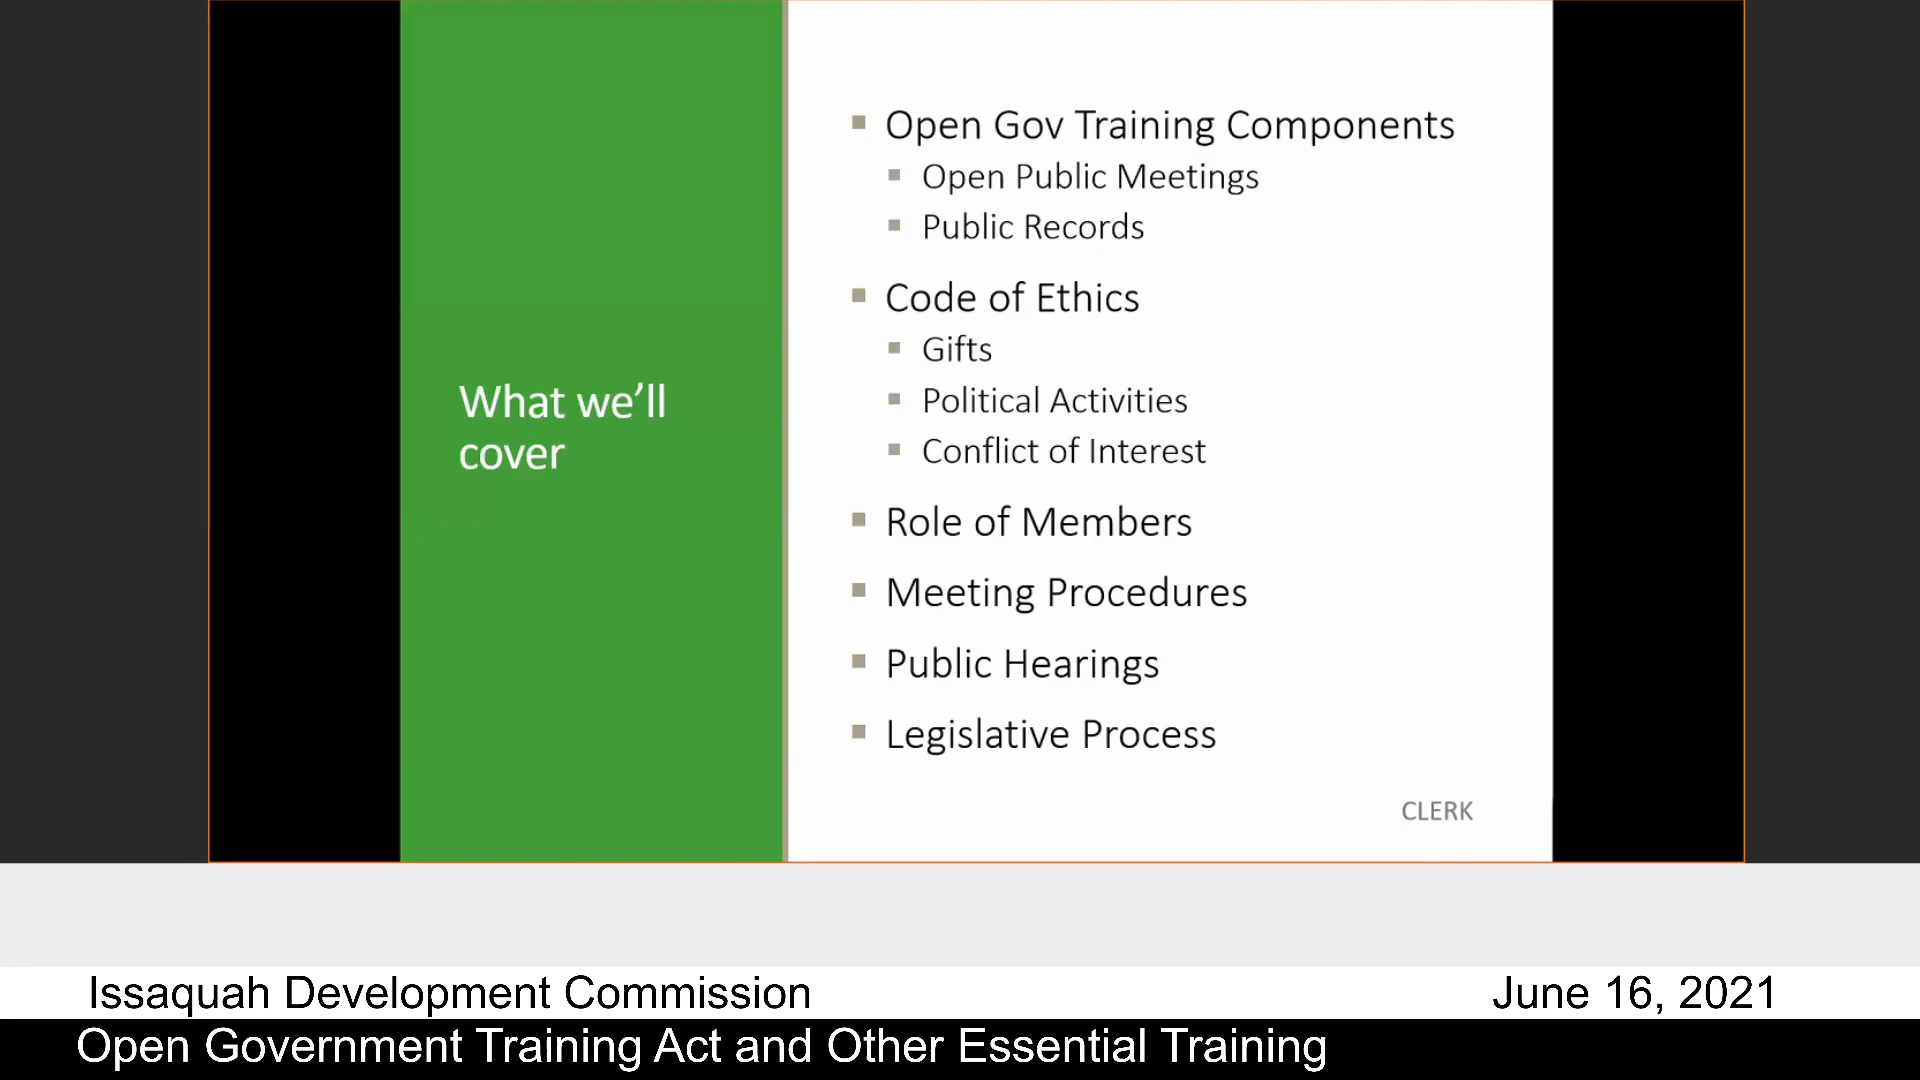 What we'll
cover
Open Gov Training Components
Open Public Meetings
Public Records
Code of Ethics
Gifts
Political Activities
Conflict of Interest
Role of Members
Meeting Procedures
Public Hearings
Legislative Process
CLERK
Issaquah Development Commission
June 16, 2021
Open Government Training Act and Other Essential Training